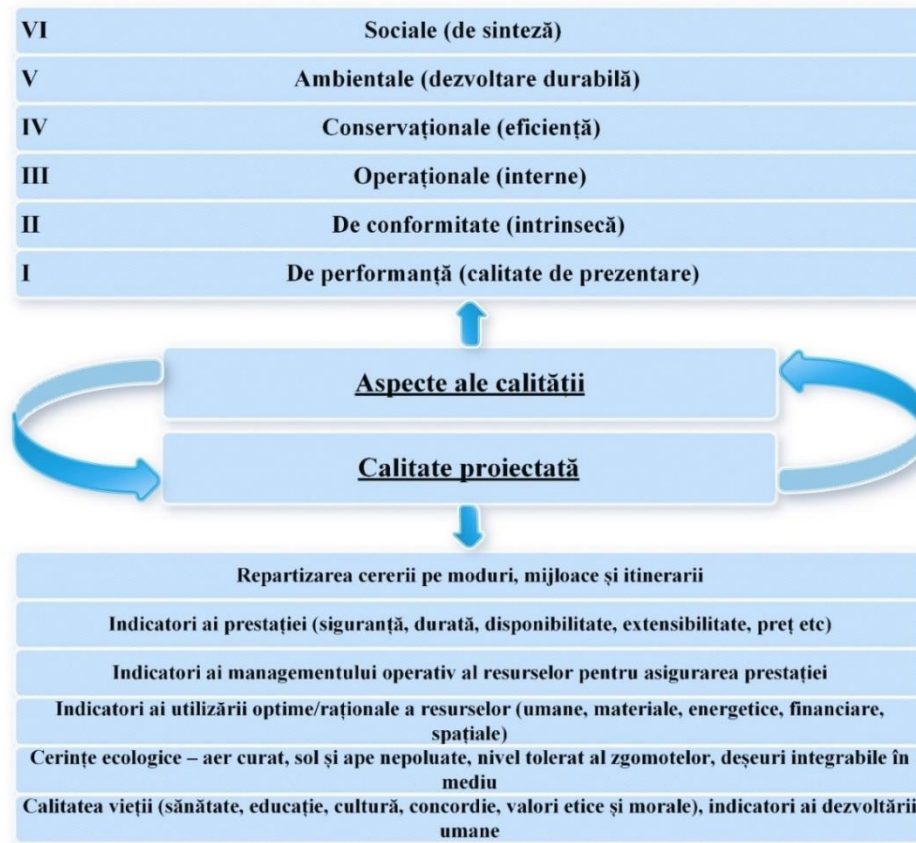 VI Sociale (de sinteză)
V Ambientale (dezvoltare durabilă)
IV Conservaționale (eficiență)
III Operaționale (interne)
II De conformitate (intrinsecă)
I De performanță (calitate de prezentare)
Aspecte ale calității
Calitate proiectată
Repartizarea cererii pe moduri, mijloace și itinerarii
Indicatori ai prestației (siguranță, durată, disponibilitate, extensibilitate, preț etc)
Indicatori ai managementului operativ al resurselor pentru asigurarea prestației
Indicatori ai utilizării optime/raționale a resurselor (umane, materiale, energetice, financiare,
spațiale)
Cerințe ecologice – aer curat, sol și ape nepoluate, nivel tolerat al zgomotelor, deșeuri integrabile în
mediu
Calitatea vieții (sănătate, educație, cultură, concordie, valori etice și morale), indicatori ai dezvoltării
umane